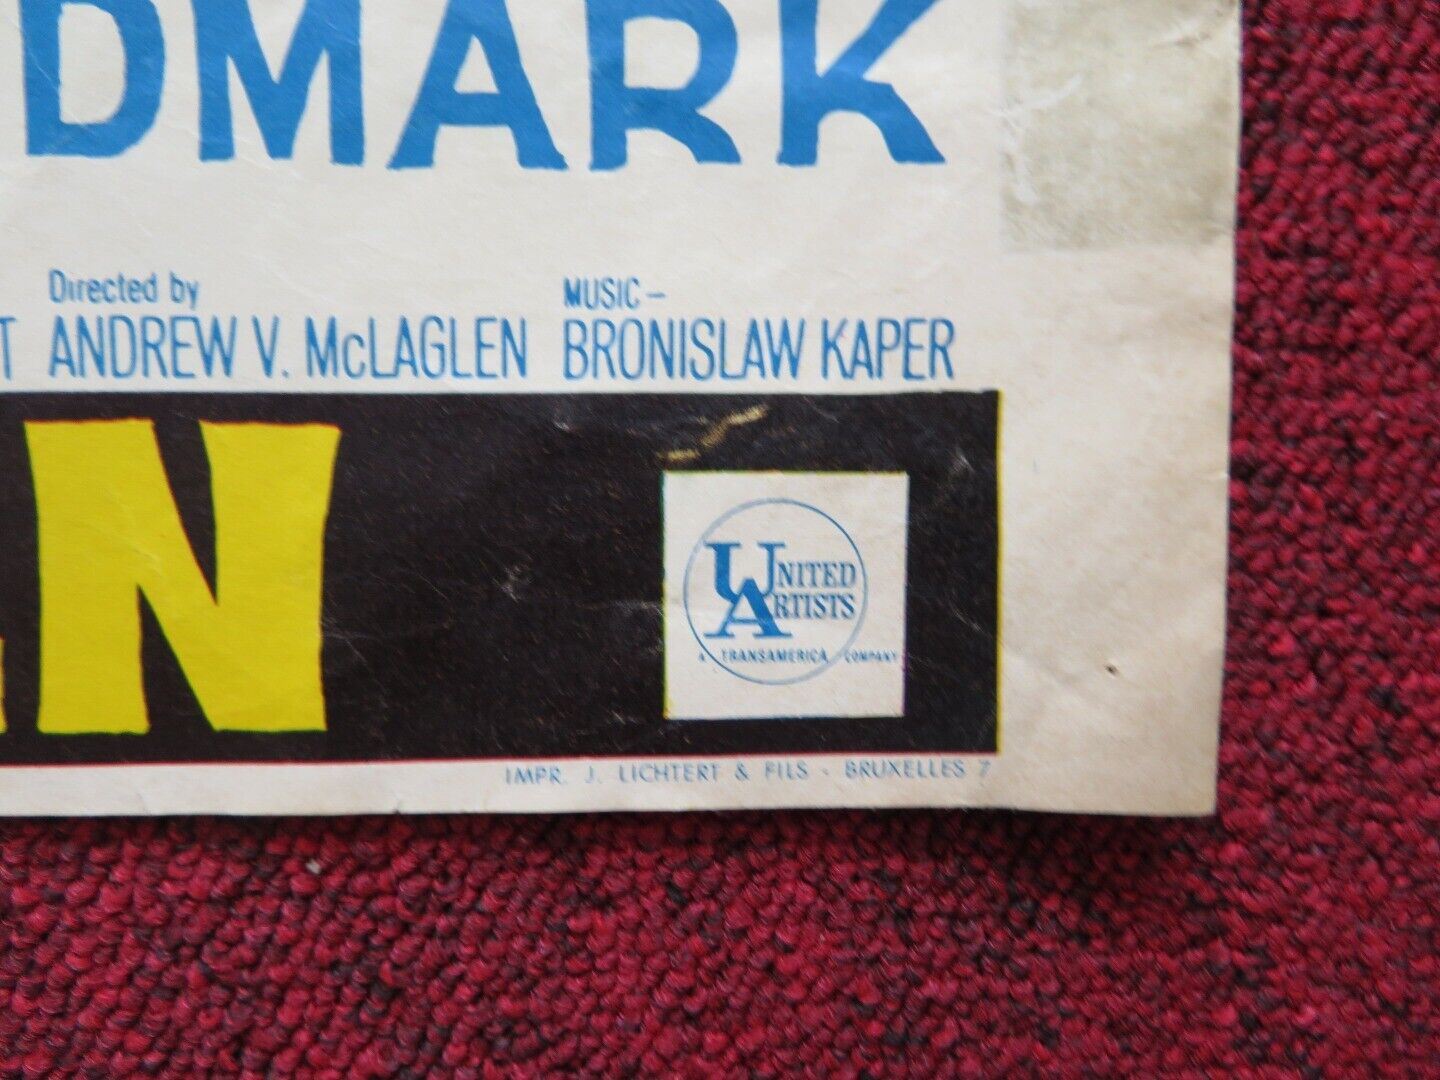 DMARK
Directed by
MUSIC –
T ANDREW V. McLAGLEN BRONISLAW KAPER
N
UNITED
ARTISTS
A TRANSAMERICA COMPANY
IMPR. J. LICHTERT & FILS - BRUXELLES 7